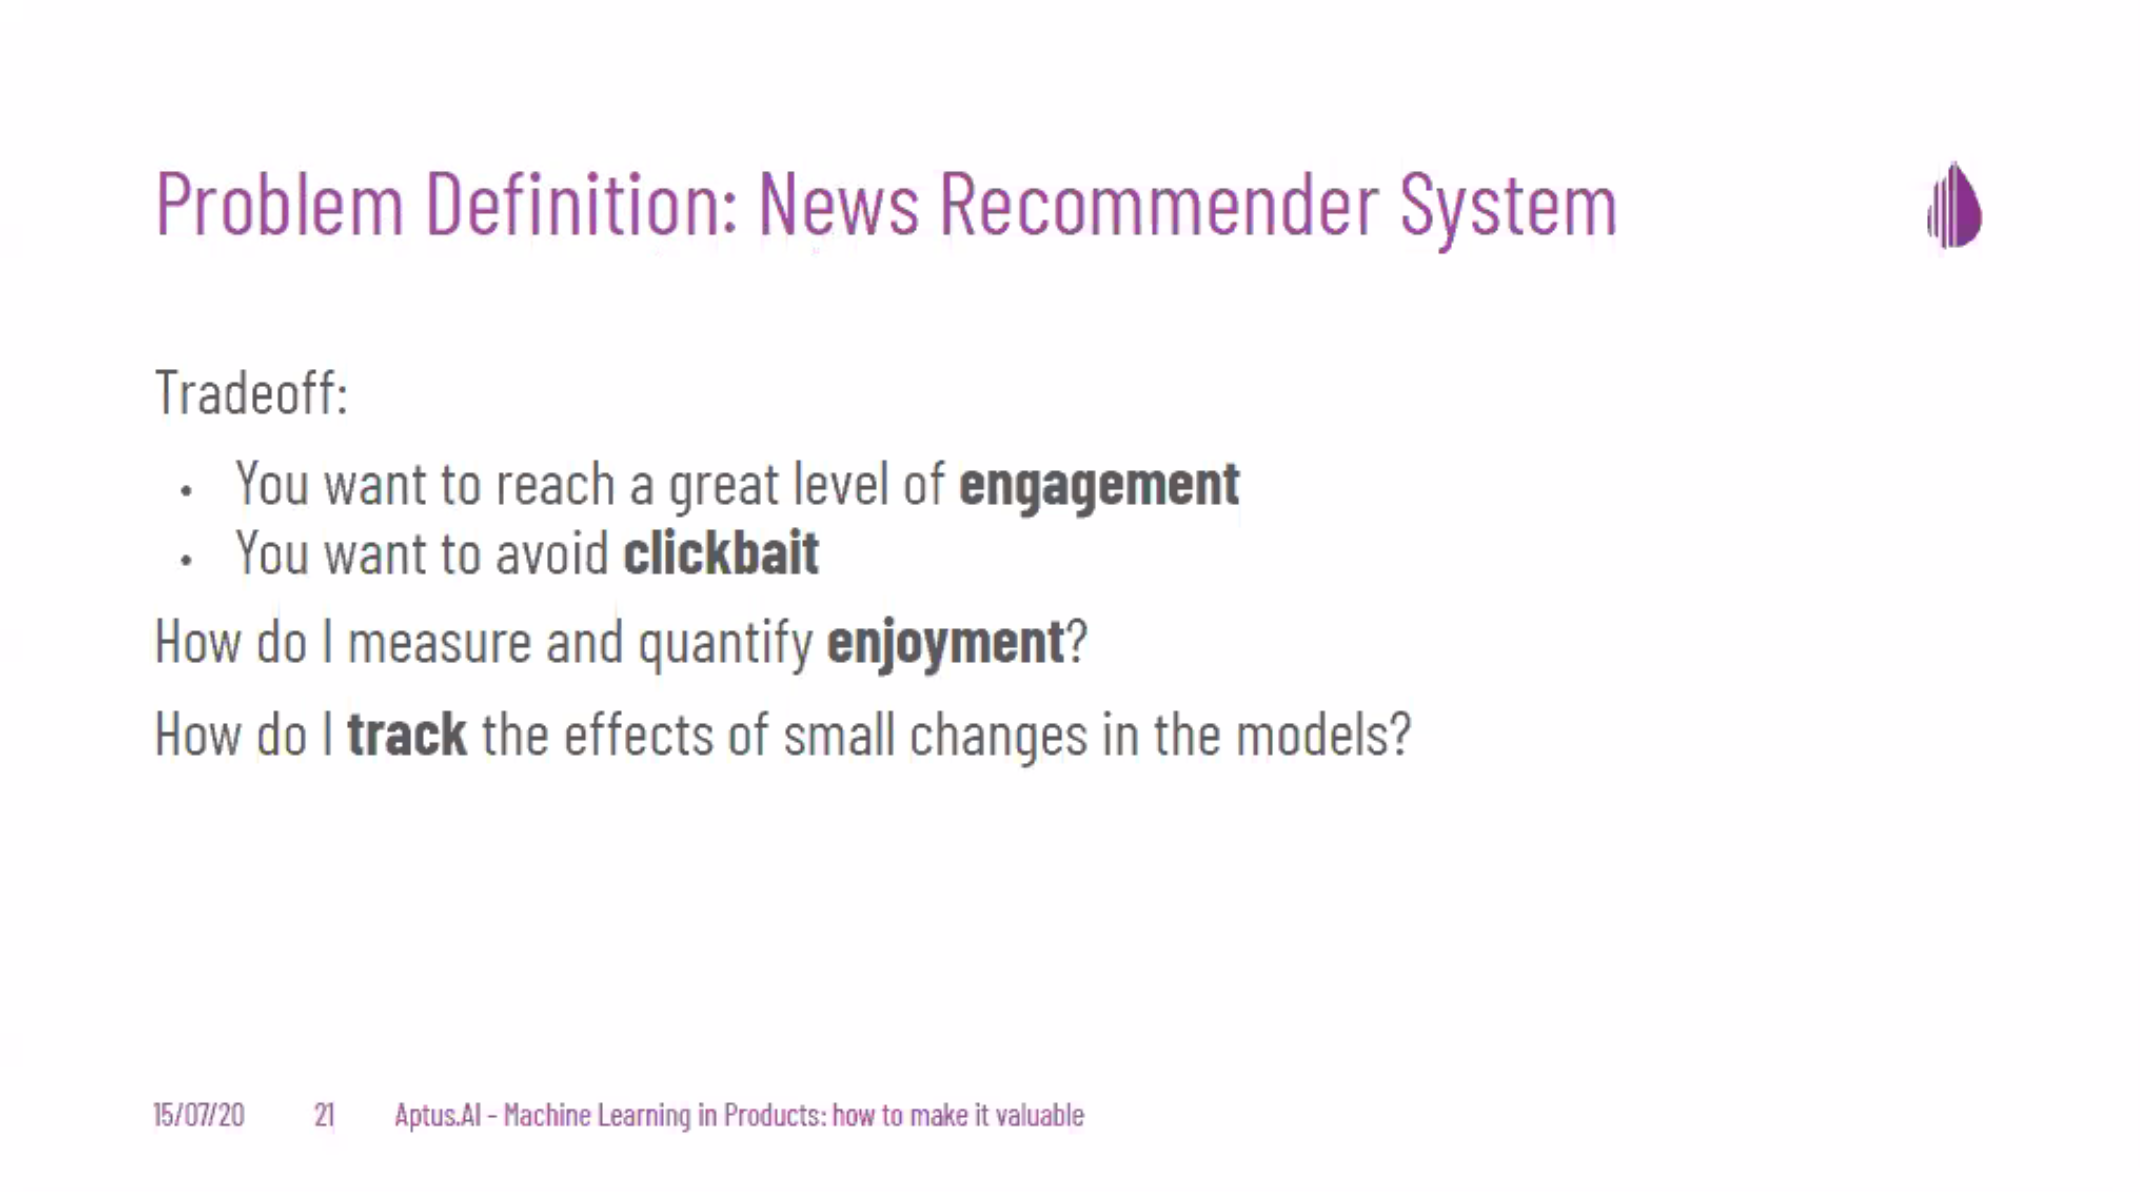 Problem Definition: News Recommender System
Tradeoff:
• You want to reach a great level of engagement
• You want to avoid clickbait
How do I measure and quantify enjoyment?
How do I track the effects of small changes in the models?
15/07/20 21 Aptus.AI - Machine Learning in Products: how to make it valuable